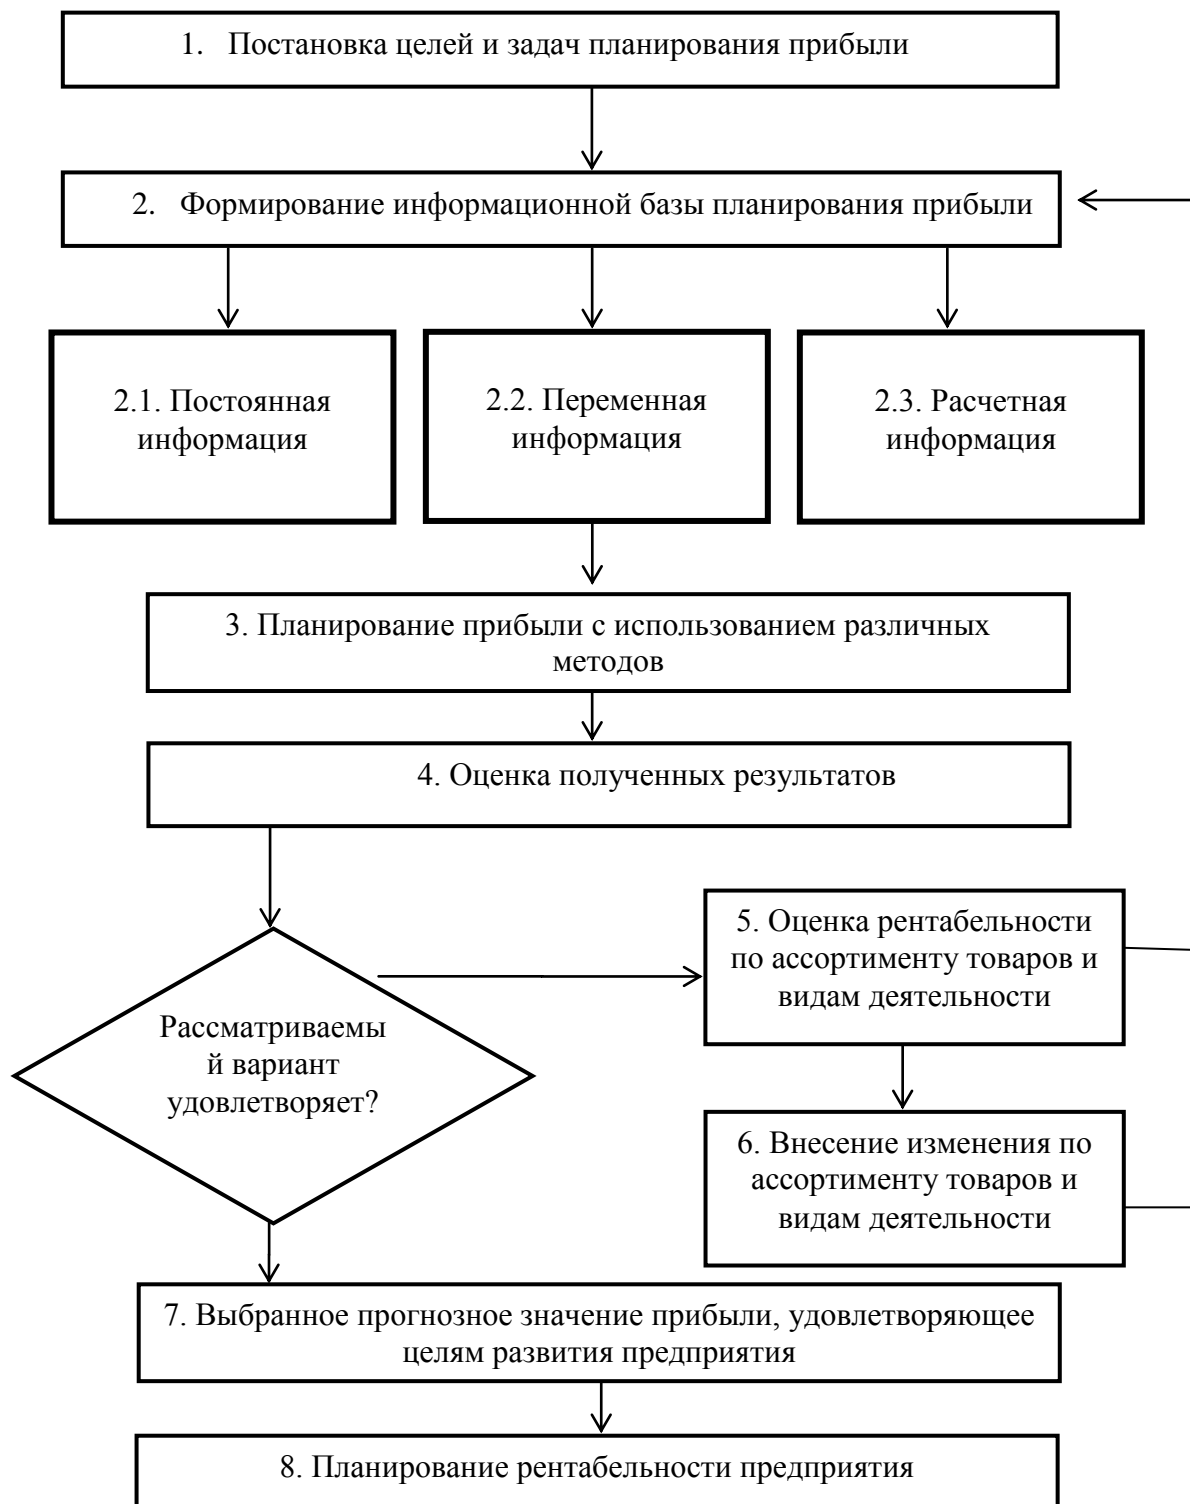 1. Постановка целей и задач планирования прибыли
2. Формирование информационной базы планирования прибыли
2.1. Постоянная
информация
2.2. Переменная
информация
2.3. Расчетная
информация
3. Планирование прибыли с использованием различных
методов
4. Оценка полученных результатов
5. Оценка рентабельности
по ассортименту товаров и
видам деятельности
Рассматриваемы
й вариант
удовлетворяет?
6. Внесение изменения по
ассортименту товаров и
видам деятельности
7. Выбранное прогнозное значение прибыли, удовлетворяющее
целям развития предприятия
8. Планирование рентабельности предприятия